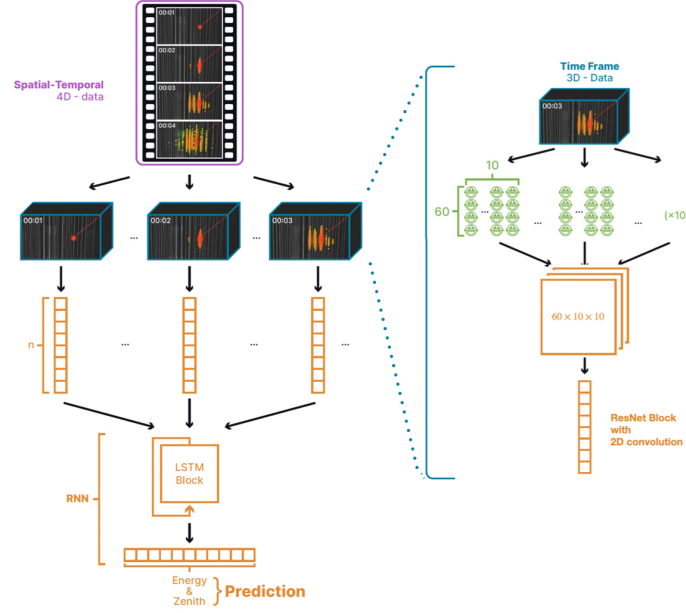 00:01
00:02
00:03
00:04
Spatial-Temporal
4D - data
00:01
...
00:02
...
00:03
...
n
...
...
...
RNN
LSTM
Block
Energy
&
Zenith
Prediction
Time Frame
3D - Data
00:03
10
60
...
...
...
...
(×10
...
60 × 10 × 10
ResNet Block
with
2D convolution